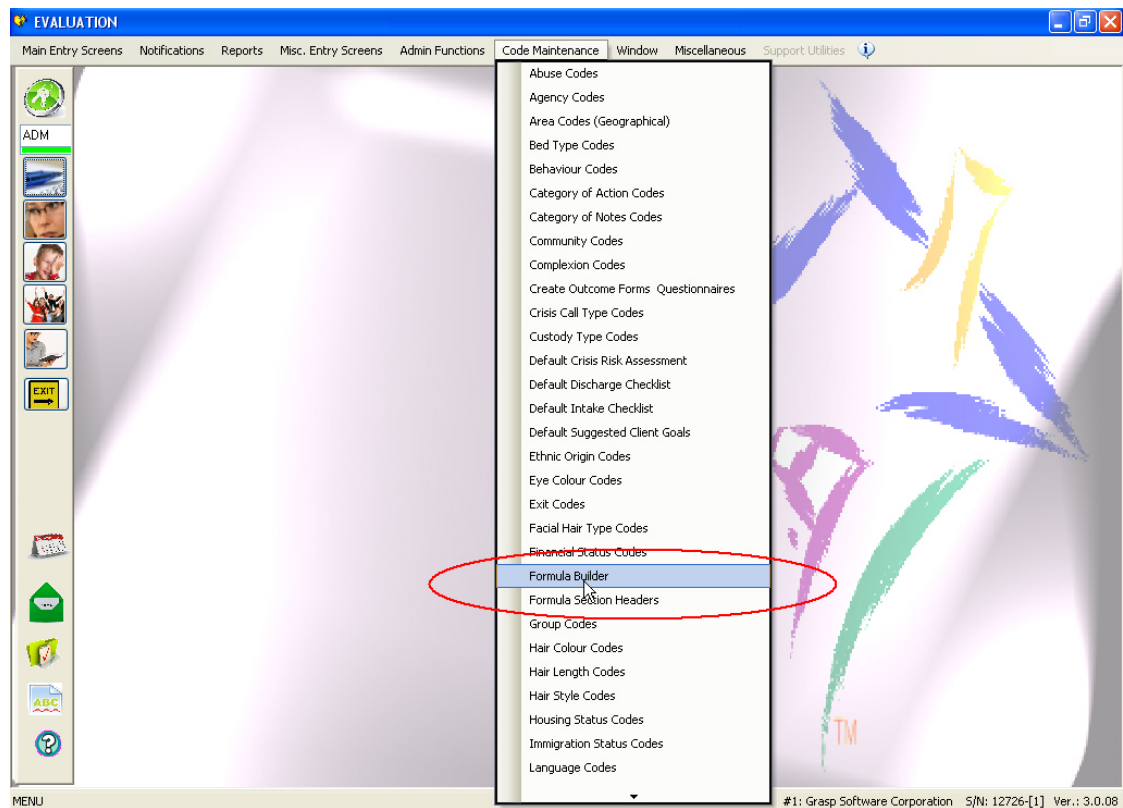 EVALUATION
Main Entry Screens Notifications Reports Misc. Entry Screens Admin Functions Code Maintenance Window Miscellaneous Support Utilities
ADM
EXIT
ABC
Abuse Codes
Agency Codes
Area Codes (Geographical)
Bed Type Codes
Behaviour Codes
Category of Action Codes
Category of Notes Codes
Community Codes
Complexion Codes
Create Outcome Forms Questionnaires
Crisis Call Type Codes
Custody Type Codes
Default Crisis Risk Assessment
Default Discharge Checklist
Default Intake Checklist
Default Suggested Client Goals
Ethnic Origin Codes
Eye Colour Codes
Exit Codes
Facial Hair Type Codes
Financial Status Codes
Formula Builder
Formula Section Headers
Group Codes
Hair Colour Codes
Hair Length Codes
Hair Style Codes
Housing Status Codes
Immigration Status Codes
Language Codes
TM
MENU #1: Grasp Software Corporation S/N: 12726-[1] Ver.: 3.0.08